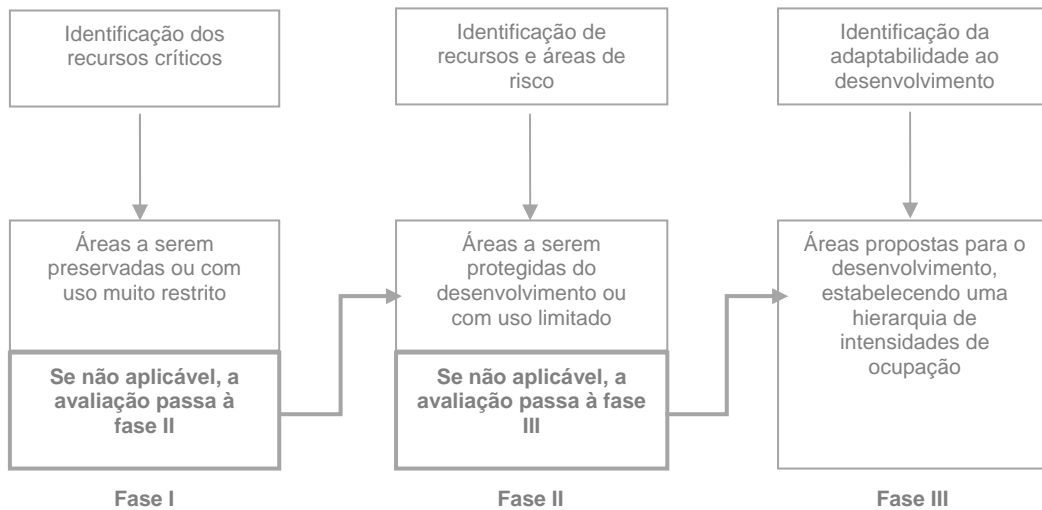 Identificação dos
recursos críticos
Identificação de
recursos e áreas de
risco
Identificação da
adaptabilidade ao
desenvolvimento
Áreas a serem
preservadas ou com
uso muito restrito
Áreas a serem
protegidas do
desenvolvimento ou
com uso limitado
Áreas propostas para o
desenvolvimento,
estabelecendo uma
hierarquia de
intensidades de
ocupação
Se não aplicável, a
avaliação passa à
fase II
Se não aplicável, a
avaliação passa à fase
III
Fase I
Fase II
Fase III